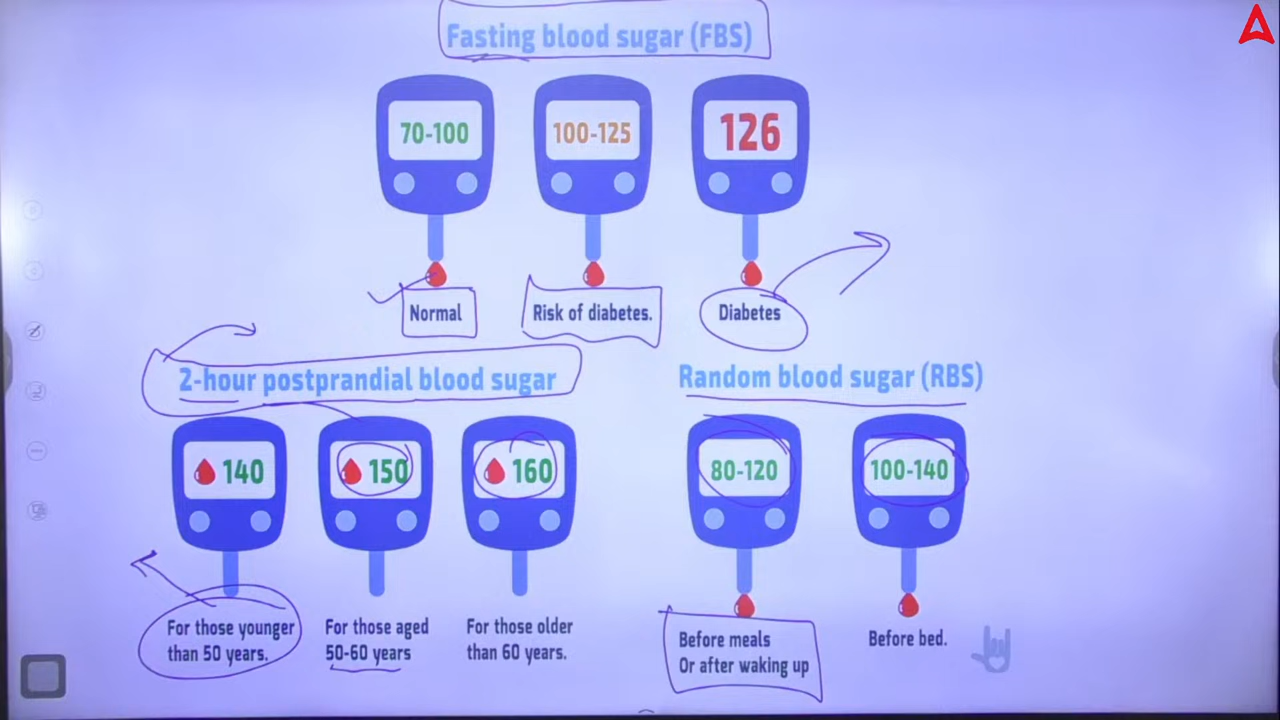 Fasting blood sugar (FBS)
70-100
100-125
126
Normal
Risk of diabetes.
Diabetes
2-hour postprandial blood sugar
140
150
160
For those younger
than 50 years.
For those aged
50-60 years
For those older
than 60 years.
Random blood sugar (RBS)
80-120
100-140
Before meals
Or after waking up
Before bed.